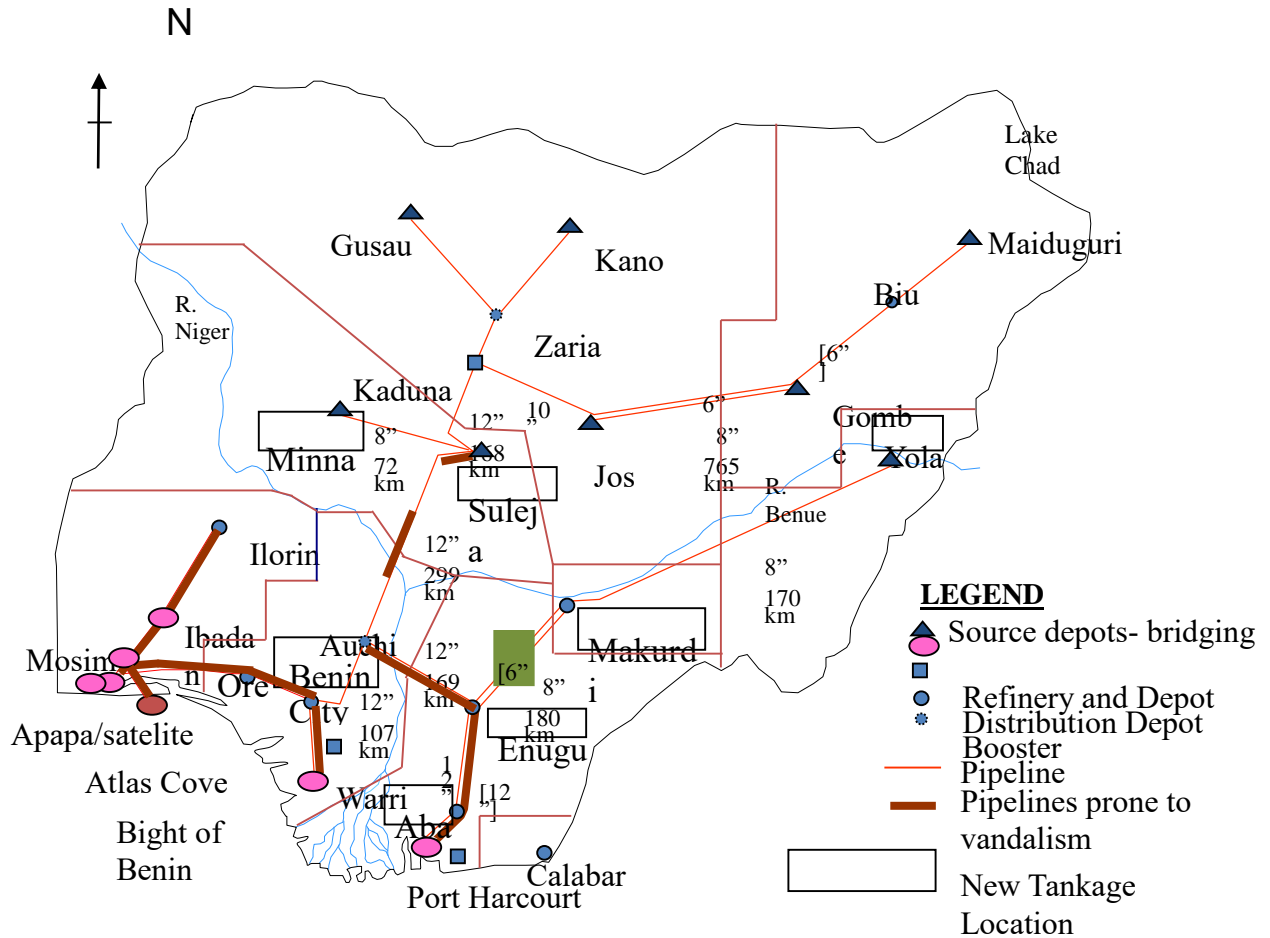 N
Lake
Chad
Gusau
Kano
Maiduguri
Biu
R.
Niger
Zaria
[6”
]
Kaduna
12”
168
km
10
”
6”
8”
765
km
Gomb
e
8”
72
km
Minna
Yola
Jos
R.
Benue
Sulej
a
Ilorin
12”
299
km
8”
170
km
LEGEND
Source depots- bridging
Refinery and Depot
Distribution Depot
Booster
Pipeline
Pipelines prone to
vandalism
New Tankage
Location
Ibada
n
Mosimi
Ore
Auchi
Benin
City
12”
169
km
[6”
8”
180
km
Makurd
i
12”
107
km
Enugu
Apapa/satelite
Atlas Cove
Warri
1
2
”
[12
”]
Aba
Bight of
Benin
Calabar
Port Harcourt